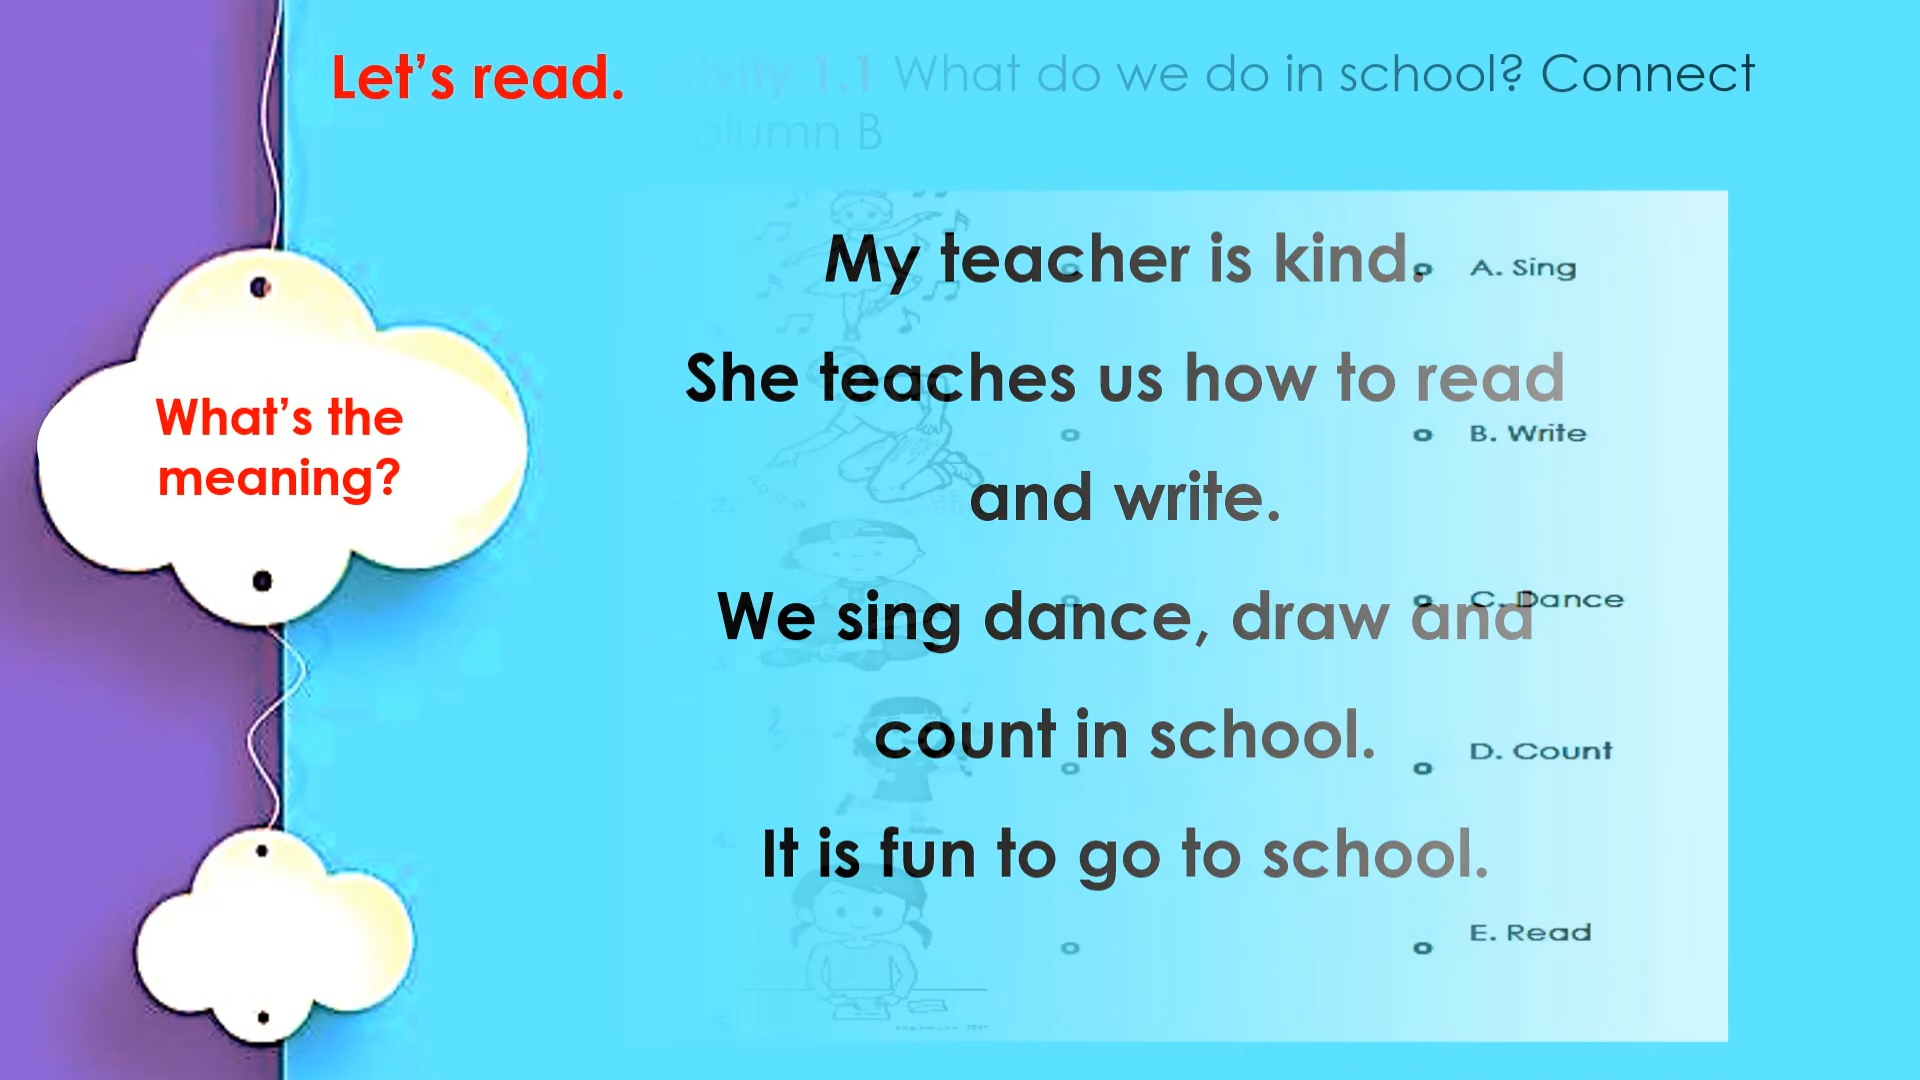 Let's read.
1.1 What do we do in school? Connect
B
What's the
meaning?
My teacher is kind.
She teaches us how to read
and write.
We sing dance, draw and
count in school.
It is fun to go to school.
A. Sing
B. Write
C. Dance
D. Count
E. Read